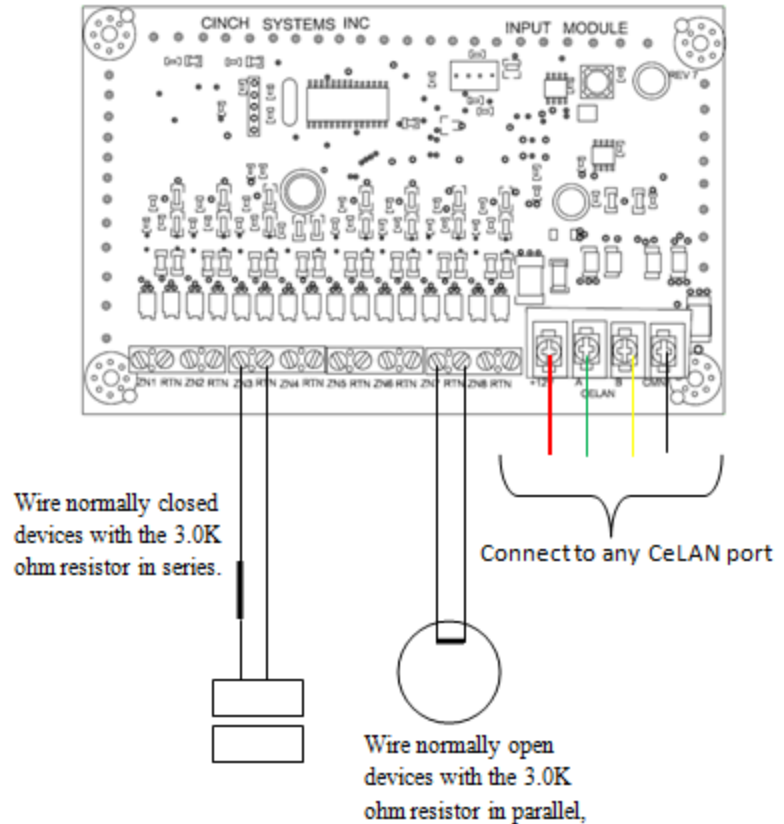 CINCH SYSTEMS INC INPUT MODULE
REV 7
ZN1 RTN ZN2 RTN ZN3 RTN ZN4 RTN ZN5 RTN ZN6 RTN ZN7 RTN ZN8 RTN
+12V A B CMN
CELAN
Wire normally closed
devices with the 3.0K
ohm resistor in series.
Connect to any CeLAN port
Wire normally open
devices with the 3.0K
ohm resistor in parallel,